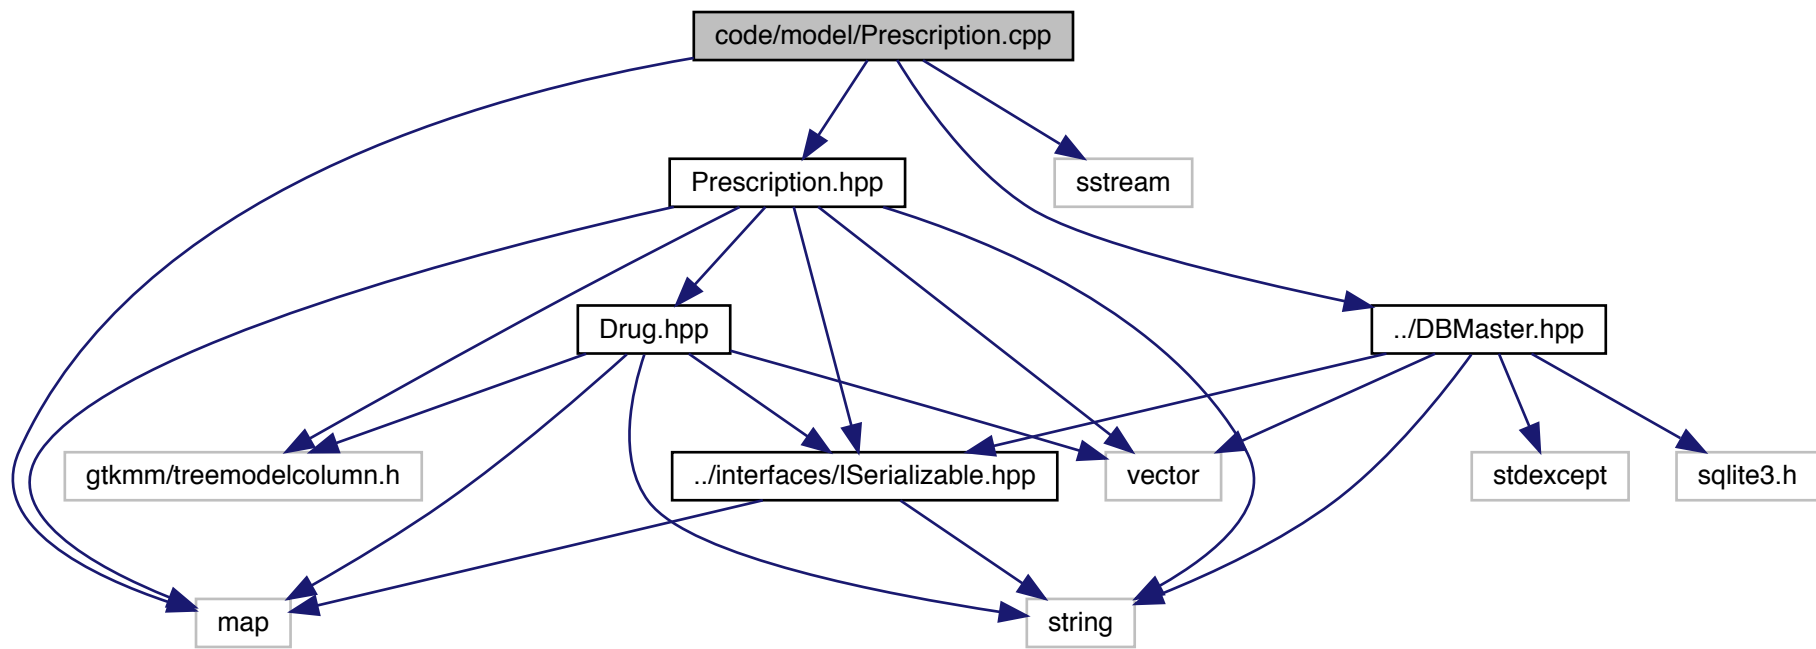 code/model/Prescription.cpp
Prescription.hpp
sstream
Drug.hpp
../DBMaster.hpp
gtkmm/treemodelcolumn.h
../interfaces/ISerializable.hpp
vector
stdexcept
sqlite3.h
map
string